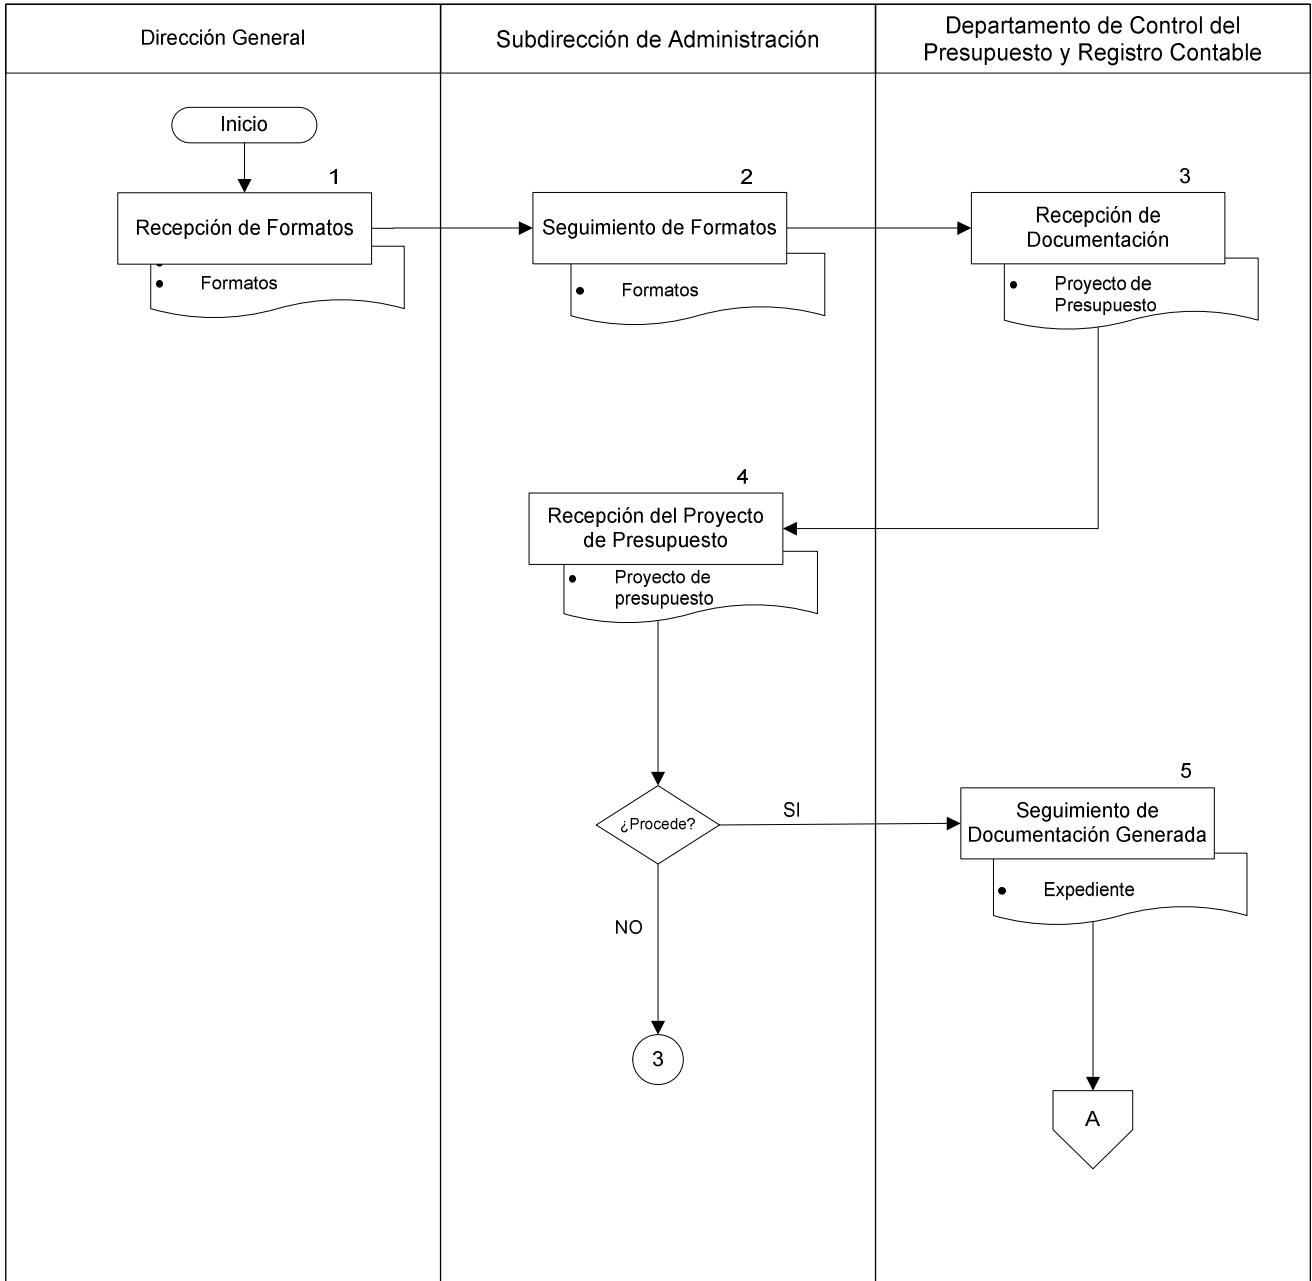 Dirección General
Subdirección de Administración
Departamento de Control del
Presupuesto y Registro Contable
Inicio
1
Recepción de Formatos
• Formatos
2
Seguimiento de Formatos
• Formatos
3
Recepción de
Documentación
• Proyecto de
Presupuesto
4
Recepción del Proyecto
de Presupuesto
• Proyecto de
presupuesto
¿Procede?
SI
NO
3
5
Seguimiento de
Documentación Generada
• Expediente
A